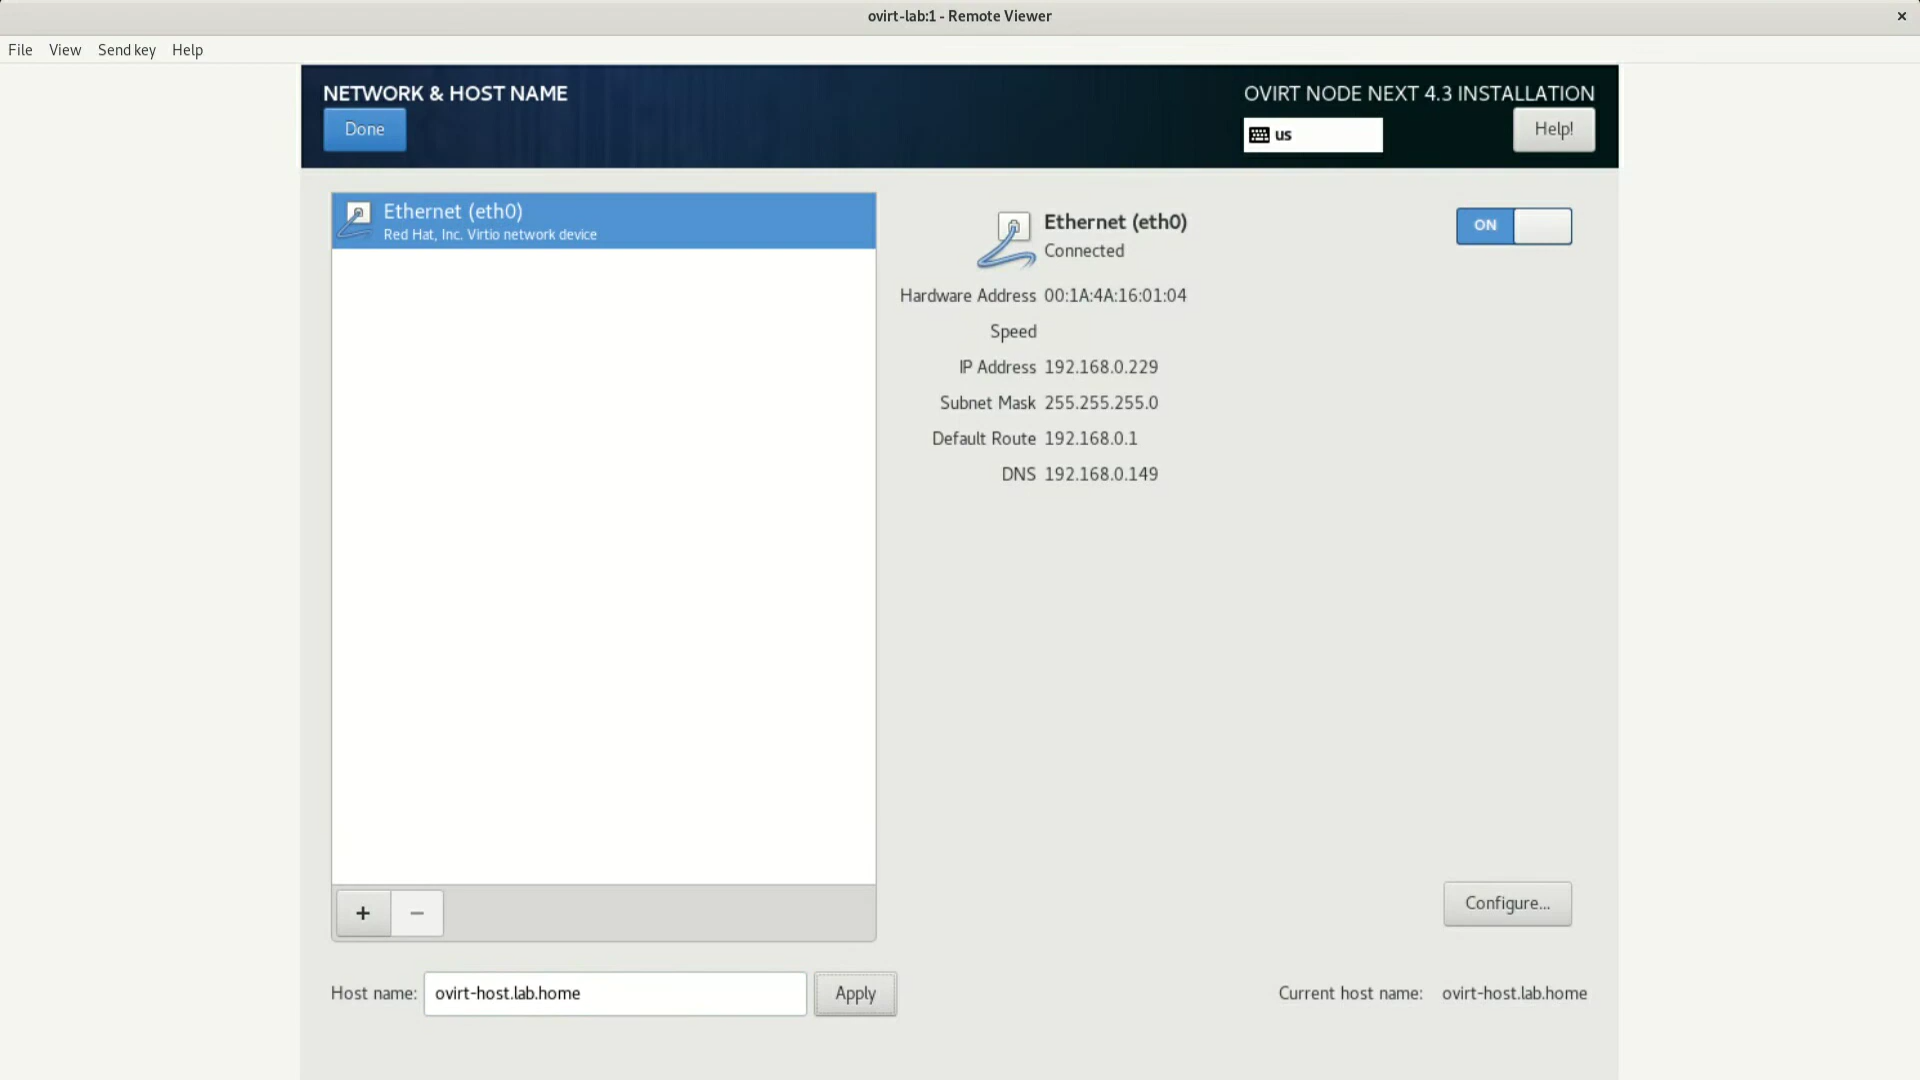 ovirt-lab:1 - Remote Viewer
×
File View Send key Help
NETWORK & HOST NAME
OVIRT NODE NEXT 4.3 INSTALLATION
Done
us
Help!
Ethernet (eth0)
Red Hat, Inc. Virtio network device
Ethernet (eth0)
Connected
ON
Hardware Address 00:1A:4A:16:01:04
Speed
IP Address 192.168.0.229
Subnet Mask 255.255.255.0
Default Route 192.168.0.1
DNS 192.168.0.149
+ −
Configure...
Host name: ovirt-host.lab.home Apply
Current host name: ovirt-host.lab.home